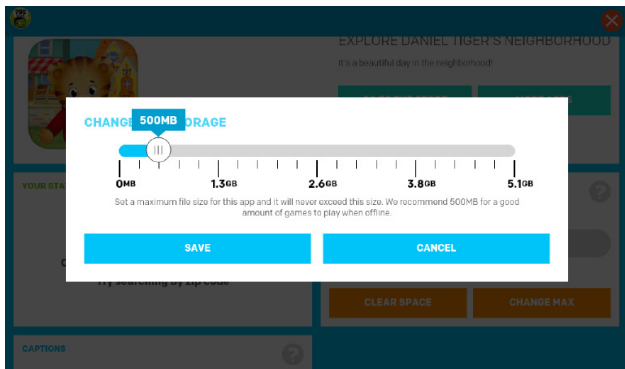 EXPLORE DANIEL TIGER'S NEIGHBORHOOD
It's a beautiful day in the neighborhood!
CHANGE
ORAGE
500MB
0MB 1.3GB 2.6GB 3.8GB 5.1GB
Set a maximum file size for this app and it will never exceed this size. We recommend 500MB for a good
amount of games to play when offline.
SAVE CANCEL
YOUR STA
?
Try searching by zip code
CLEAR SPACE CHANGE MAX
CAPTIONS ?